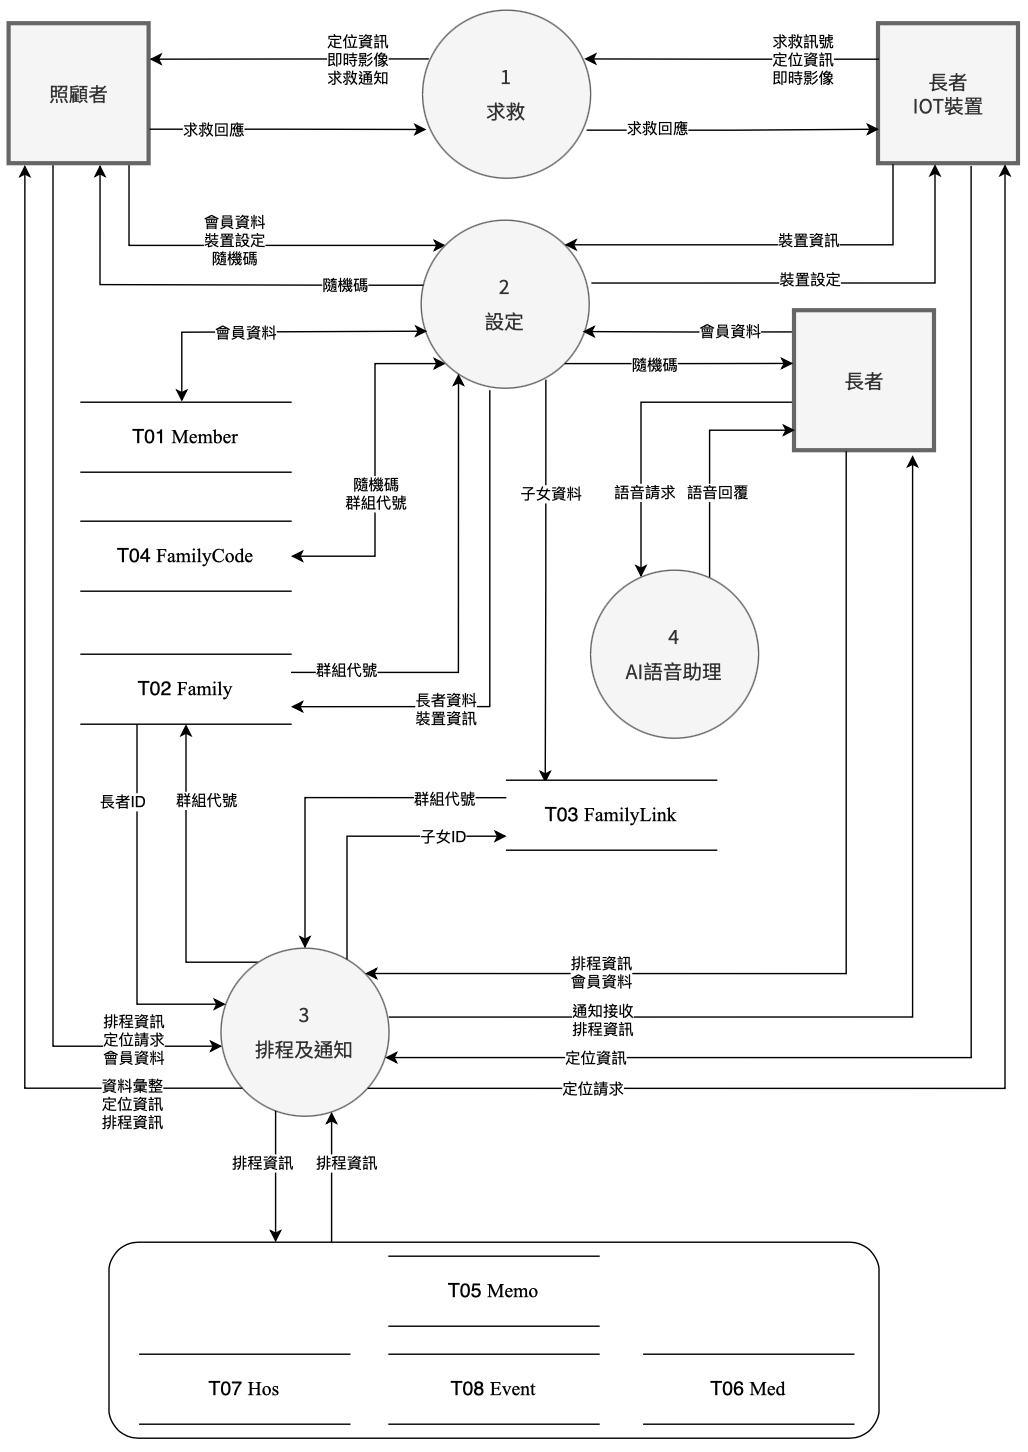 照顧者
定位資訊
即時影像
求救通知
求救回應
1
求救
求救訊號
定位資訊
即時影像
求救回應
長者
IOT裝置
會員資料
裝置設定
隨機碼
隨機碼
會員資料
2
設定
裝置資訊
裝置設定
會員資料
隨機碼
長者
T01 Member
隨機碼
群組代號
T04 FamilyCode
子女資料
語音請求
語音回覆
4
AI語音助理
T02 Family
群組代號
長者資料
裝置資訊
長者ID
群組代號
群組代號
子女ID
T03 FamilyLink
3
排程及通知
排程資訊
會員資料
通知接收
排程資訊
定位資訊
定位請求
排程資訊
定位請求
會員資料
資料彙整
定位資訊
排程資訊
排程資訊
排程資訊
T05 Memo
T07 Hos
T08 Event
T06 Med